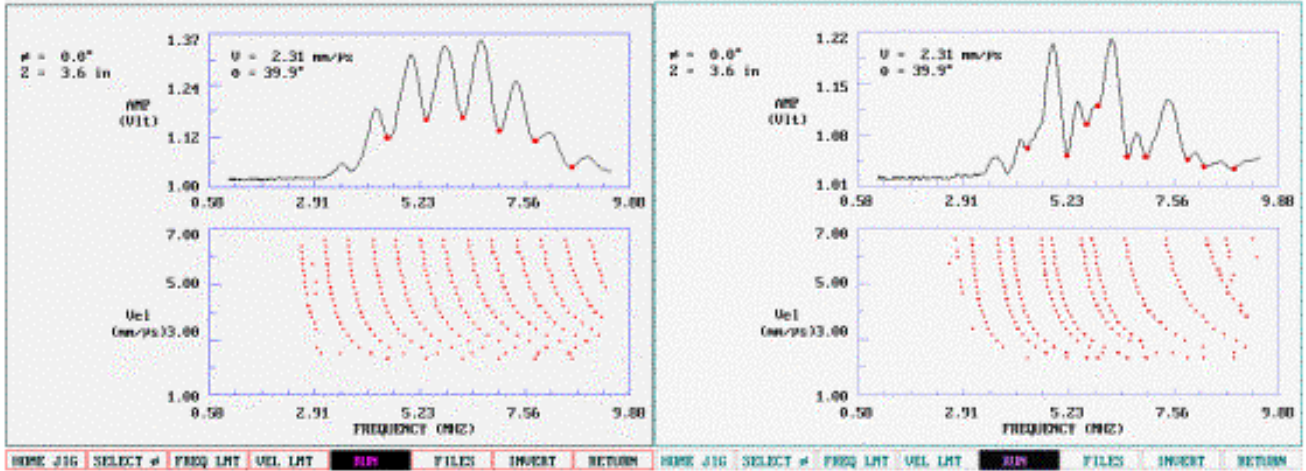 ≠ = 0.0°
Z = 3.6 in
V = 2.31 mm/µs
θ = 39.9°
AMP
(Vlt)
1.37
1.24
1.12
1.00
0.58 2.91 5.23 7.56 9.88
Vel
(mm/µs)
7.00
5.00
3.00
1.00
0.58 2.91 5.23 7.56 9.88
FREQUENCY (MHZ)
HOME JIG SELECT ≠ FREQ LMT VEL LMT RUN FILES INVERT RETURN
≠ = 0.0°
Z = 3.6 in
V = 2.31 mm/µs
θ = 39.9°
AMP
(Vlt)
1.22
1.15
1.08
1.01
0.58 2.91 5.23 7.56 9.88
Vel
(mm/µs)
7.00
5.00
3.00
1.00
0.58 2.91 5.23 7.56 9.88
FREQUENCY (MHZ)
HOME JIG SELECT ≠ FREQ LMT VEL LMT RUN FILES INVERT RETURN